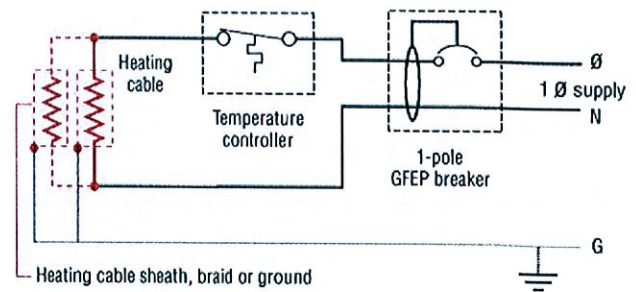 Heating
cable
Temperature
controller
1-pole
GFEP breaker
Ø
1 Ø supply
N
G
Heating cable sheath, braid or ground